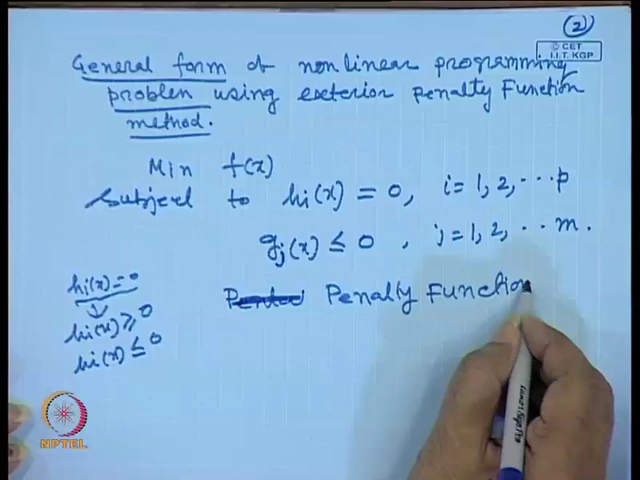 2
© CET
I.I.T. KGP
General form of nonlinear programming
problem using exterior Penalty Function
method.
Min f(x)
Subject to hi(x) = 0, i = 1, 2, ... p
gj(x) ≤ 0 , j = 1, 2, ... m.
hi(x) = 0
hi(x) ≥ 0
hi(x) ≤ 0
Penalty Function
NPTEL